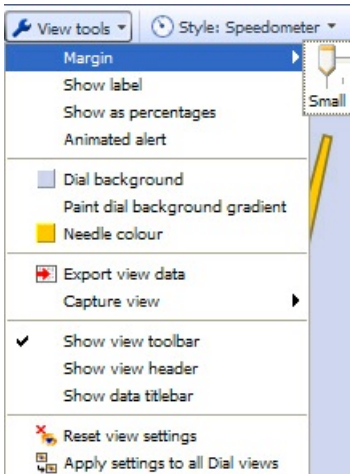 View tools Style: Speedometer
Margin
Small
Show label
Show as percentages
Animated alert
Dial background
Paint dial background gradient
Needle colour
Export view data
Capture view
Show view toolbar
Show view header
Show data titlebar
Reset view settings
Apply settings to all Dial views